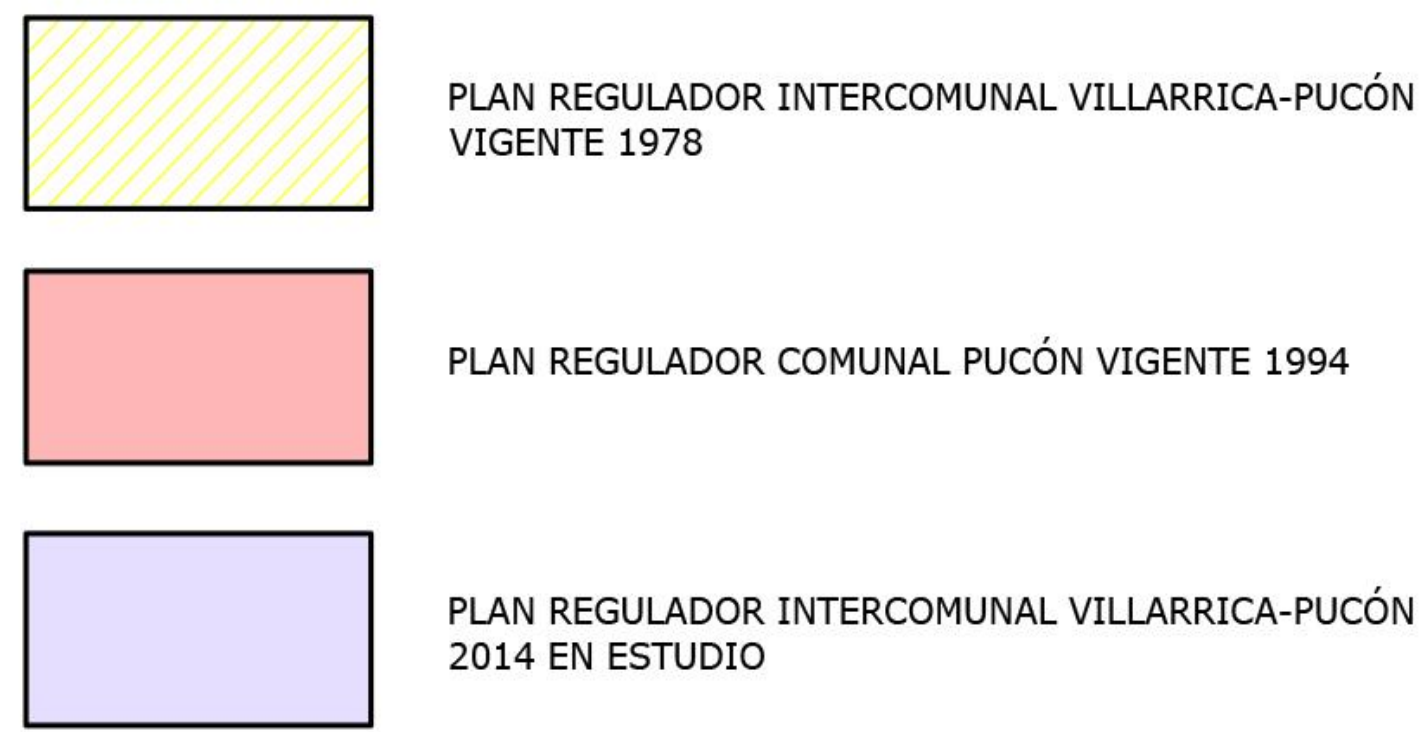 PLAN REGULADOR INTERCOMUNAL VILLARRICA-PUCÓN
VIGENTE 1978
PLAN REGULADOR COMUNAL PUCÓN VIGENTE 1994
PLAN REGULADOR INTERCOMUNAL VILLARRICA-PUCÓN
2014 EN ESTUDIO